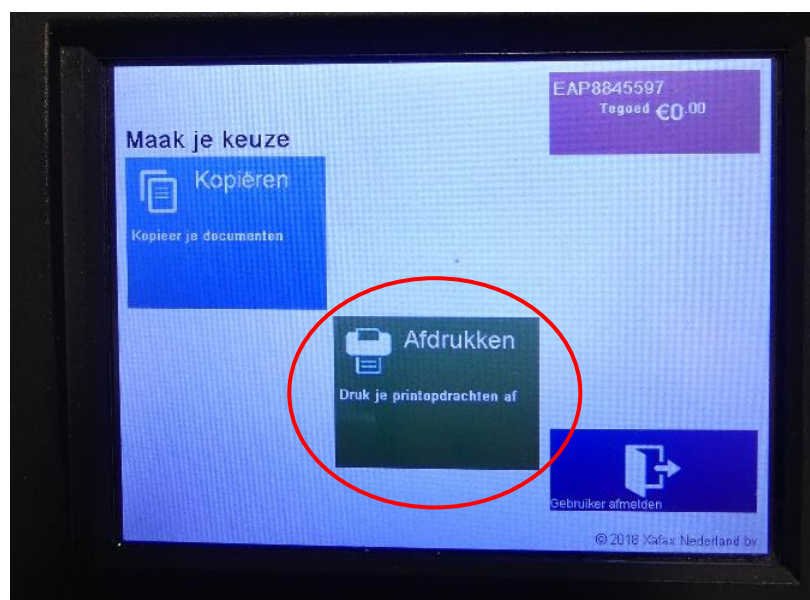 EAP8845597
Tegoed €0.00
Maak je keuze
Kopiëren
Kopieer je documenten
Afdrukken
Druk je printopdrachten af
Gebruiker afmelden
© 2018 Xafax Nederland bv